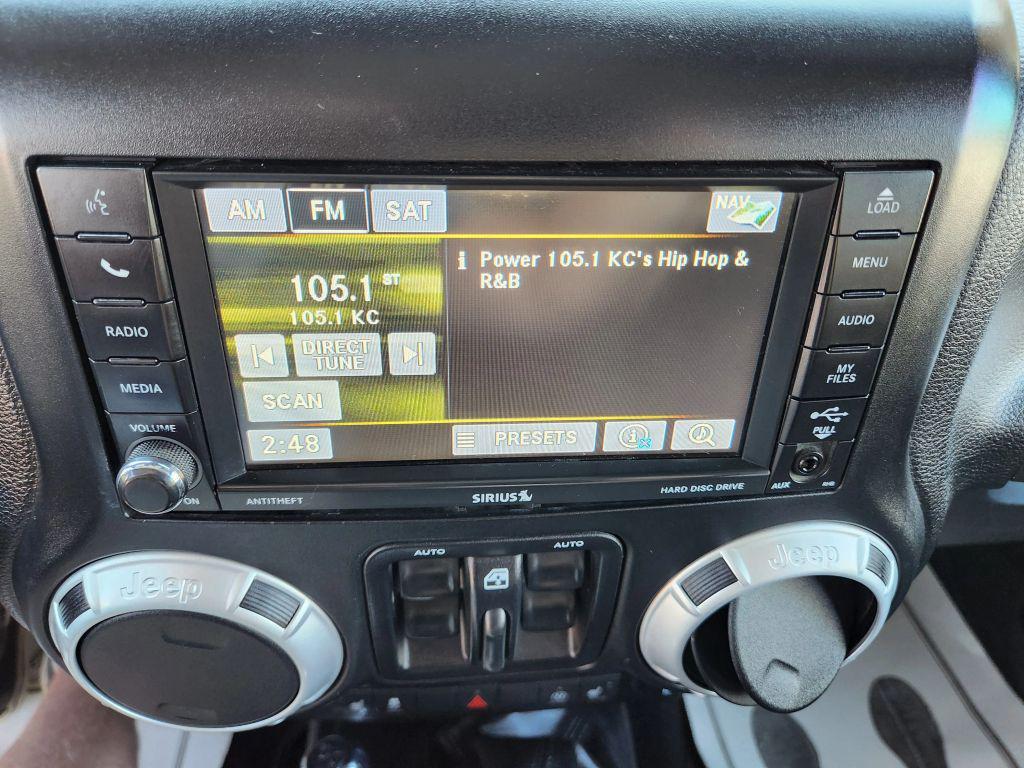 AM FM SAT NAV
LOAD
MENU
AUDIO
MY
FILES
PULL
AUX RHB
RADIO
MEDIA
VOLUME
ON
i Power 105.1 KC's Hip Hop &
R&B
105.1 ST
105.1 KC
DIRECT
TUNE
SCAN
2:48 PRESETS i
ANTITHEFT SIRIUS HARD DISC DRIVE
AUTO AUTO
Jeep Jeep